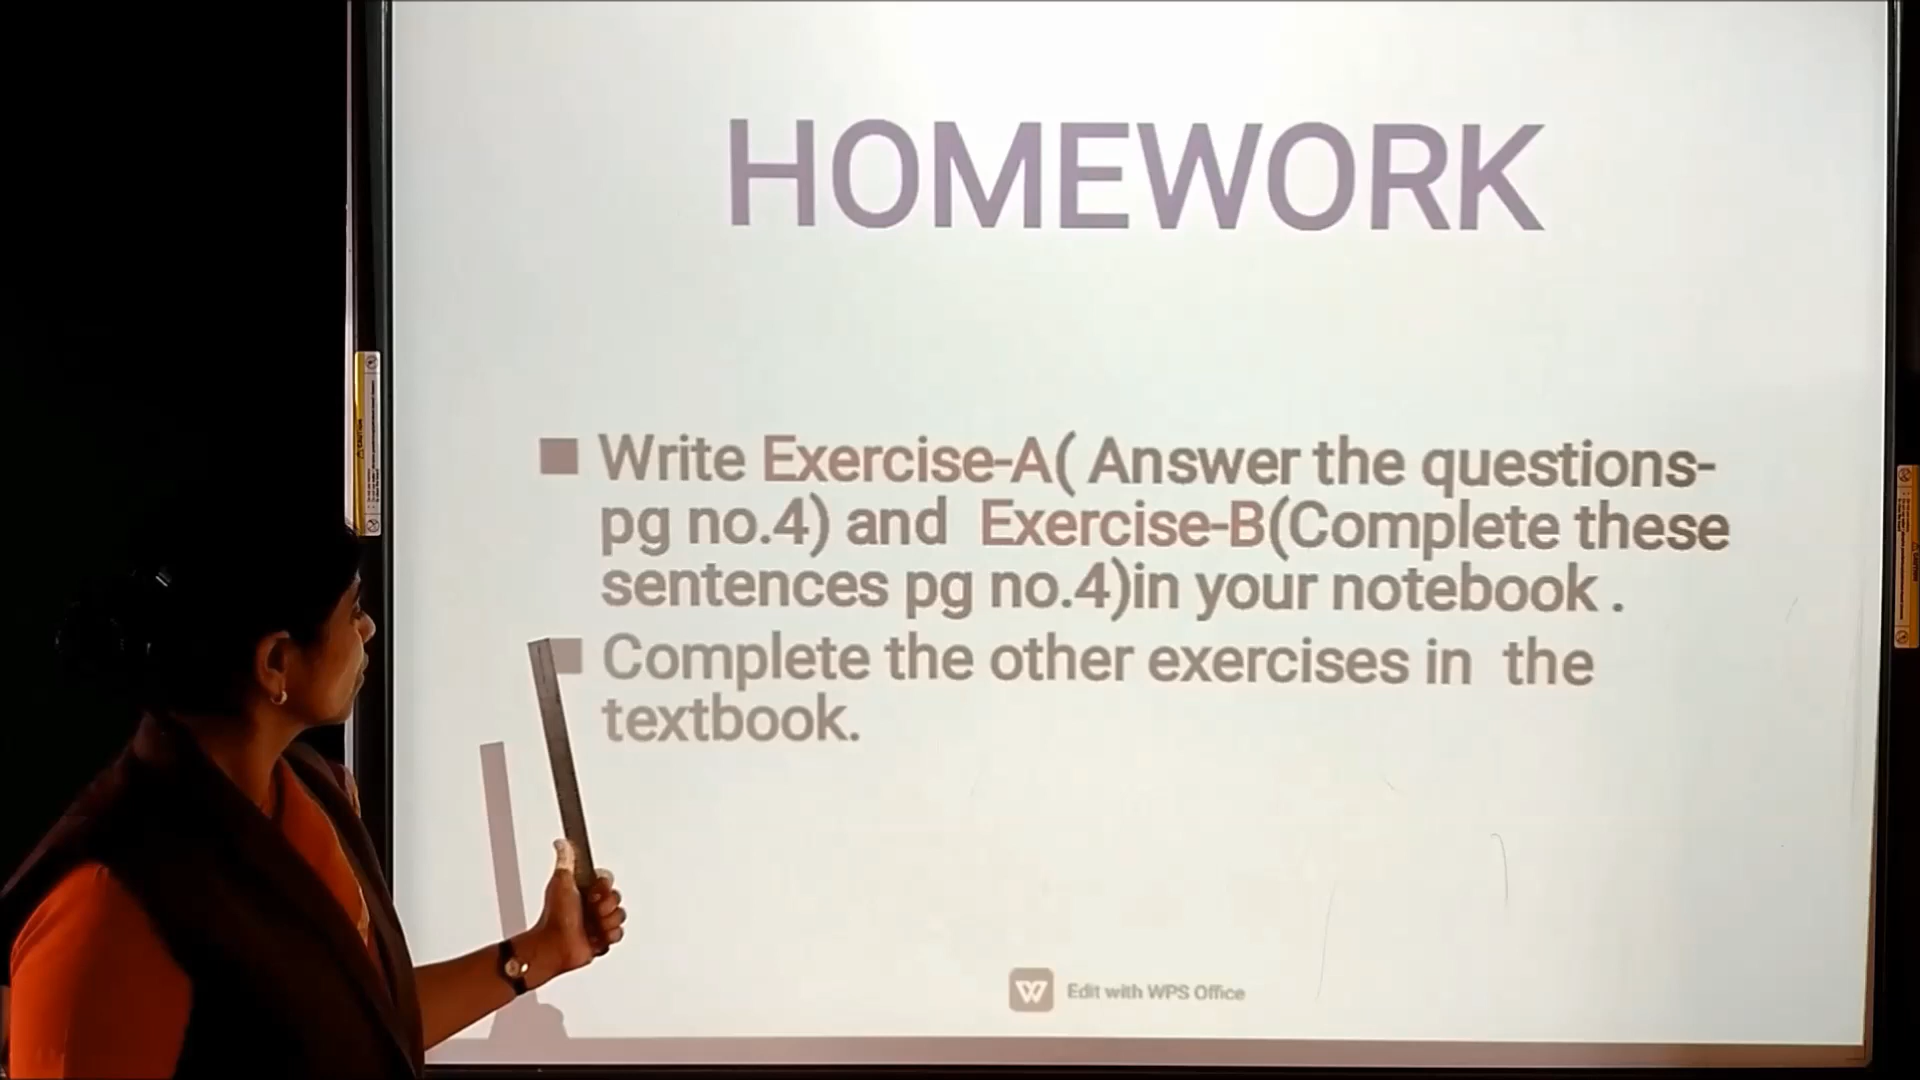 HOMEWORK
Write Exercise-A( Answer the questions-
pg no.4) and Exercise-B(Complete these
sentences pg no.4)in your notebook .
Complete the other exercises in the
textbook.
Edit with WPS Office